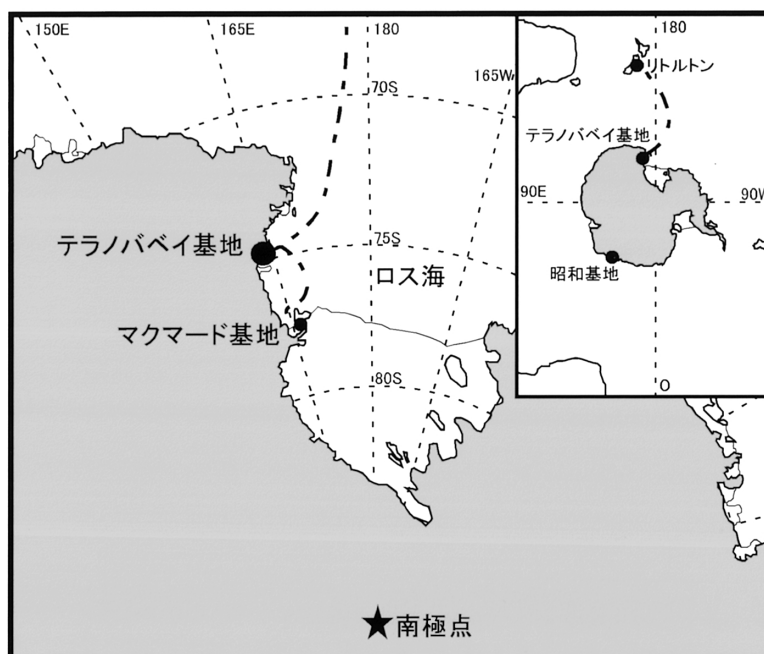 150E
165E
180
165W
70S
テラノバベイ基地
75S
ロス海
マクマード基地
80S
★南極点
180
リトルトン
テラノバベイ基地
90E
90W
昭和基地
0